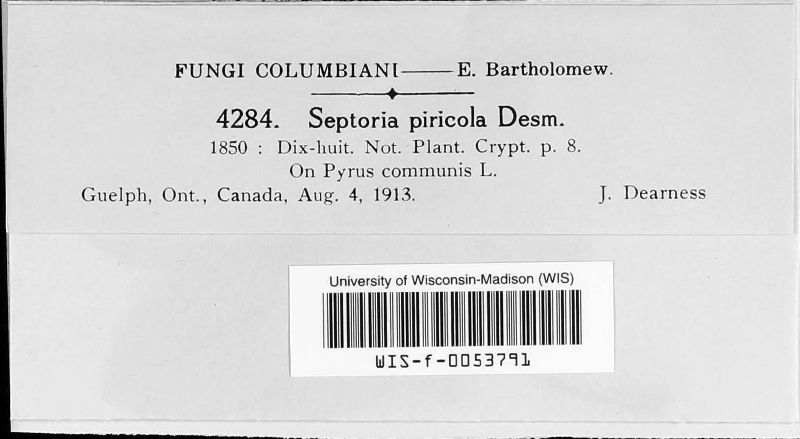 FUNGI COLUMBIANI—E. Bartholomew.
4284. Septoria piricola Desm.
1850 : Dix-huit. Not. Plant. Crypt. p. 8.
On Pyrus communis L.
Guelph, Ont., Canada, Aug. 4, 1913. J. Dearness
University of Wisconsin-Madison (WIS)
WIS-f-0053791